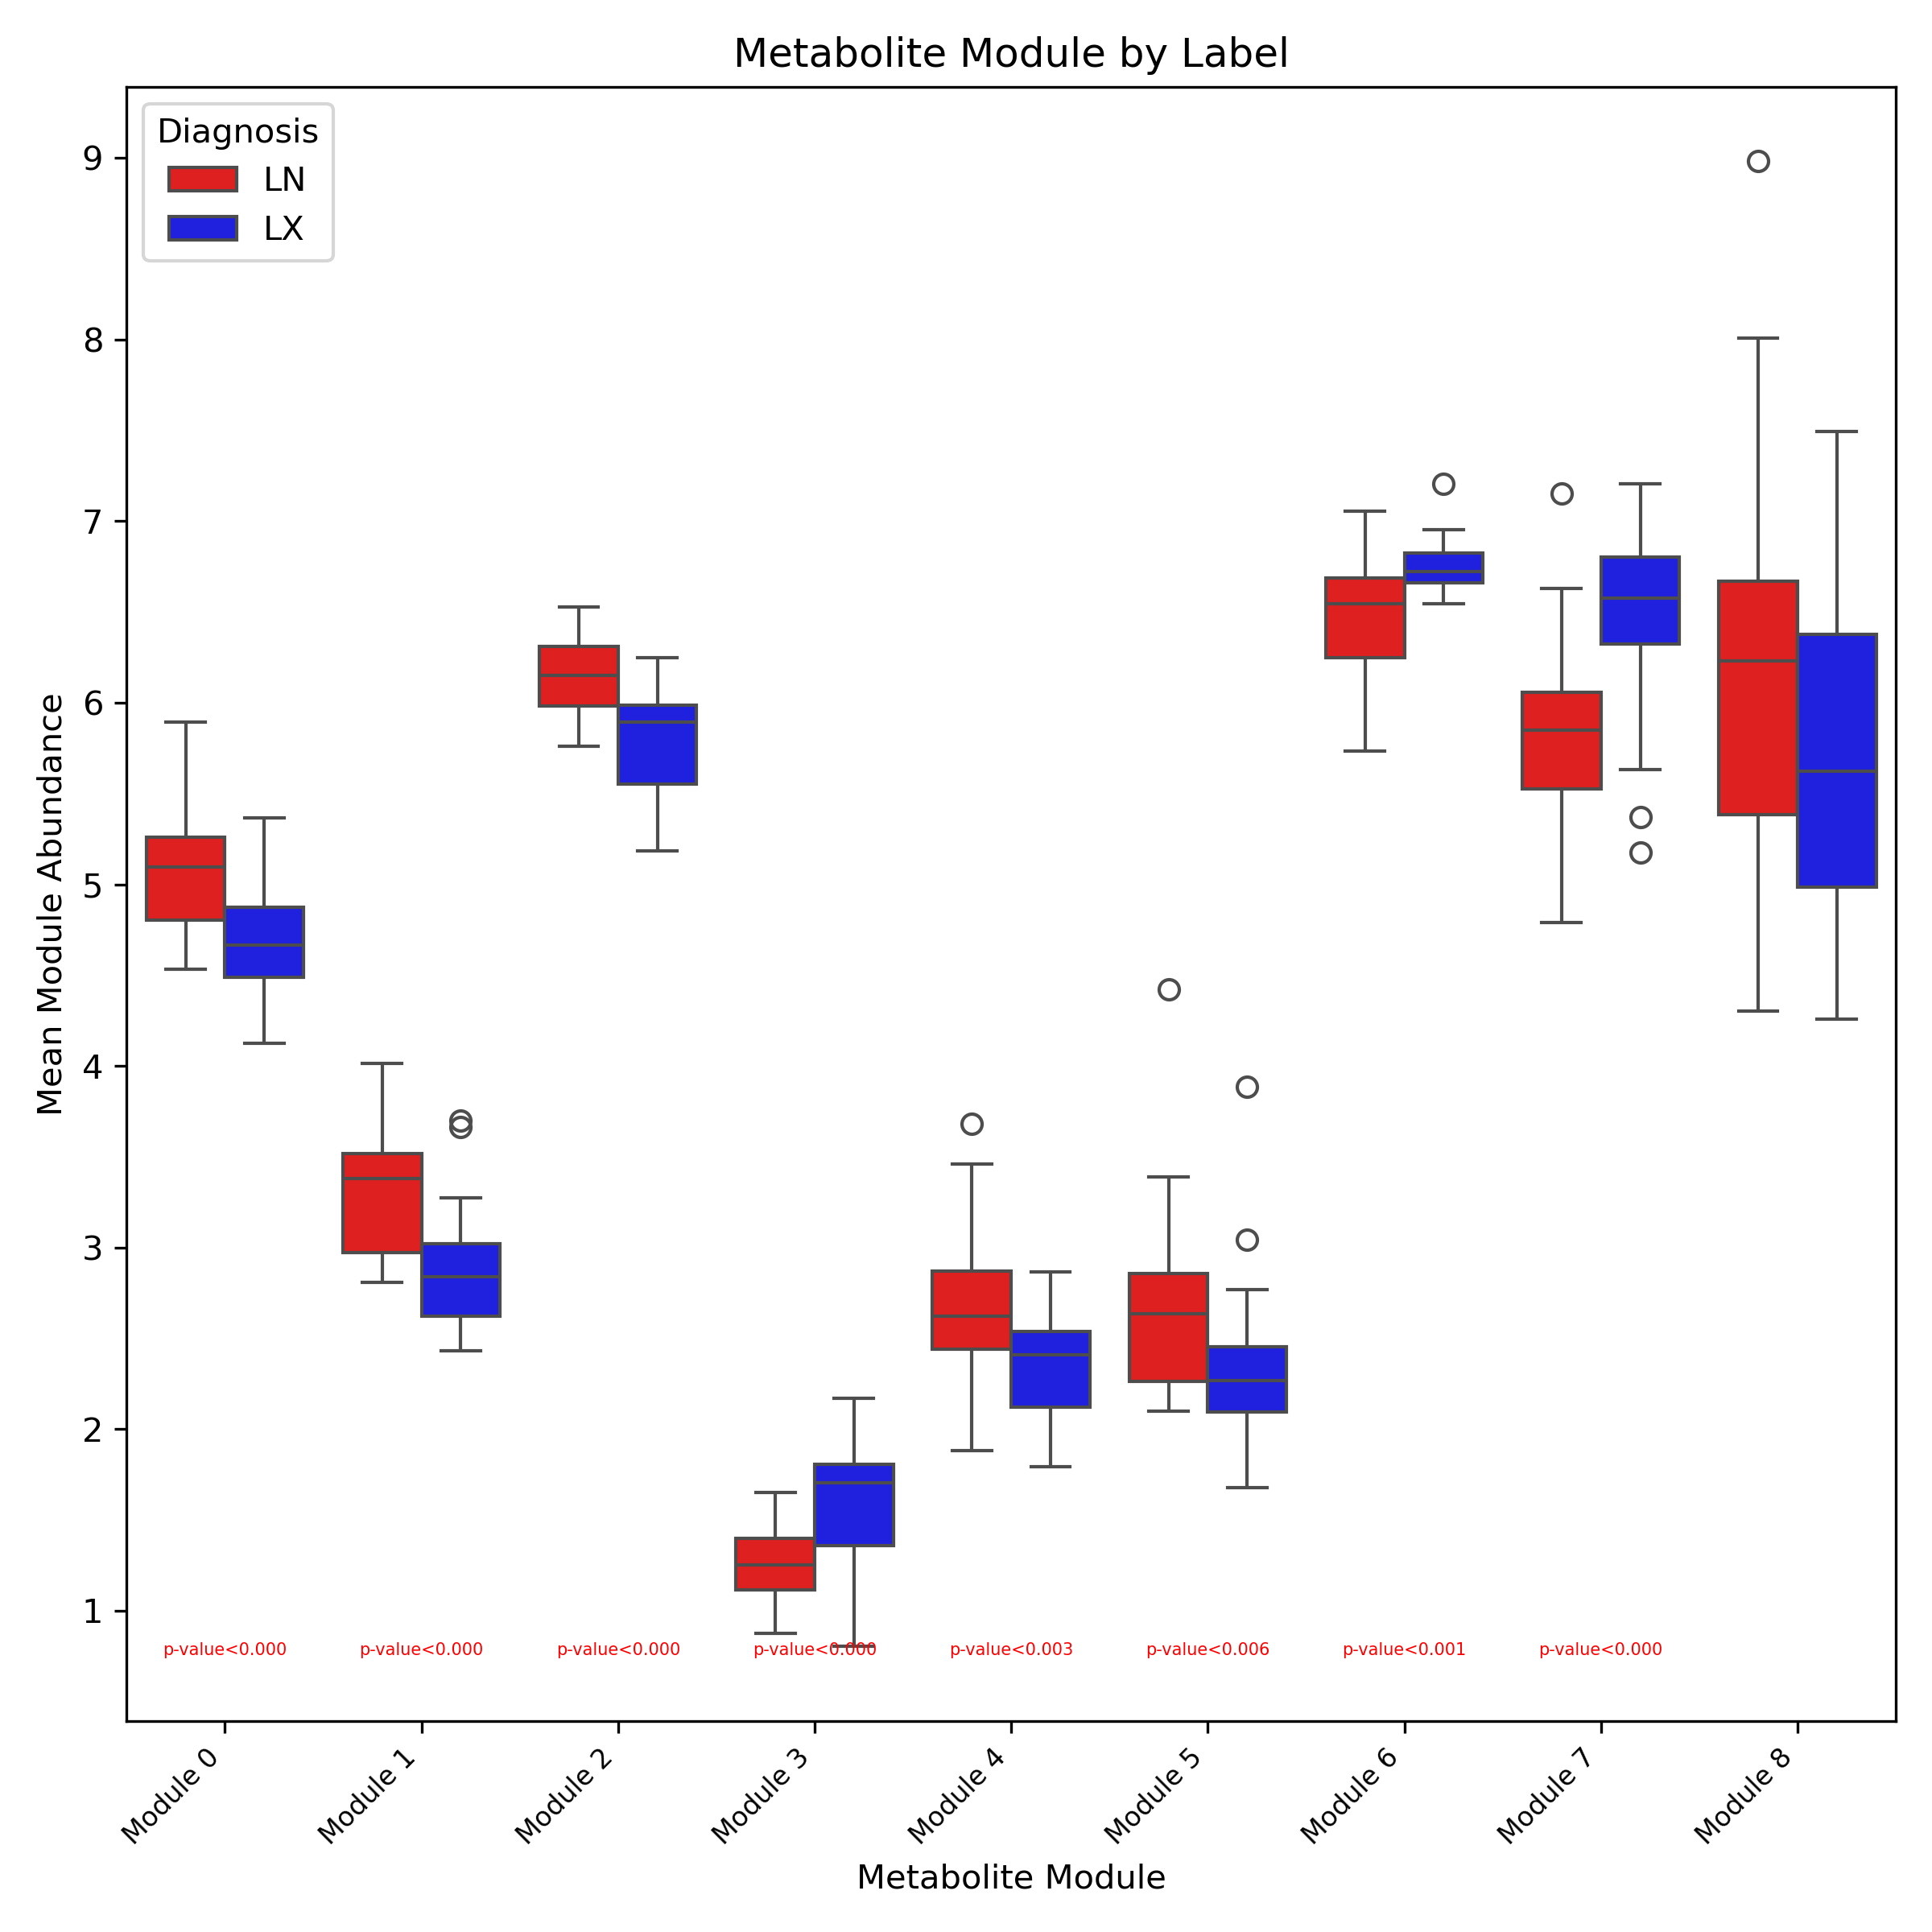 Metabolite Module by Label
Diagnosis
LN
LX
Mean Module Abundance
9
8
7
6
5
4
3
2
1
p-value<0.000 p-value<0.000 p-value<0.000 p-value<0.000 p-value<0.003 p-value<0.006 p-value<0.001 p-value<0.000
Module 0 Module 1 Module 2 Module 3 Module 4 Module 5 Module 6 Module 7 Module 8
Metabolite Module